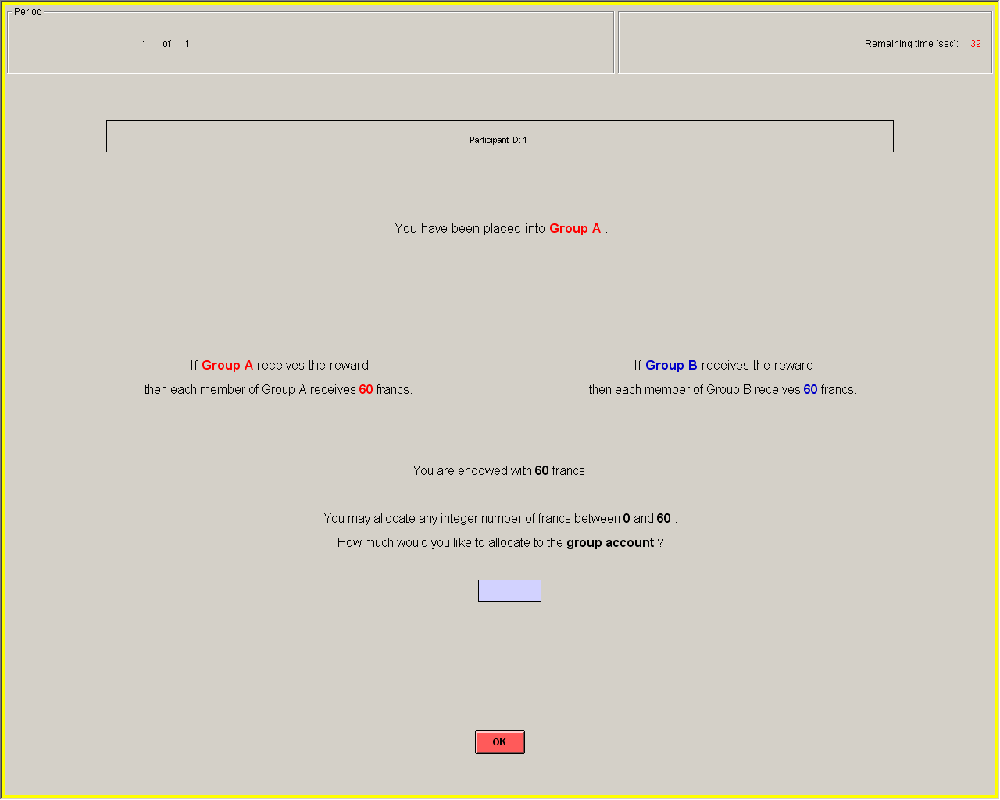 Period
1 of 1
Remaining time [sec]: 39
Participant ID: 1
You have been placed into Group A .
If Group A receives the reward
then each member of Group A receives 60 francs.
If Group B receives the reward
then each member of Group B receives 60 francs.
You are endowed with 60 francs.
You may allocate any integer number of francs between 0 and 60 .
How much would you like to allocate to the group account ?
OK